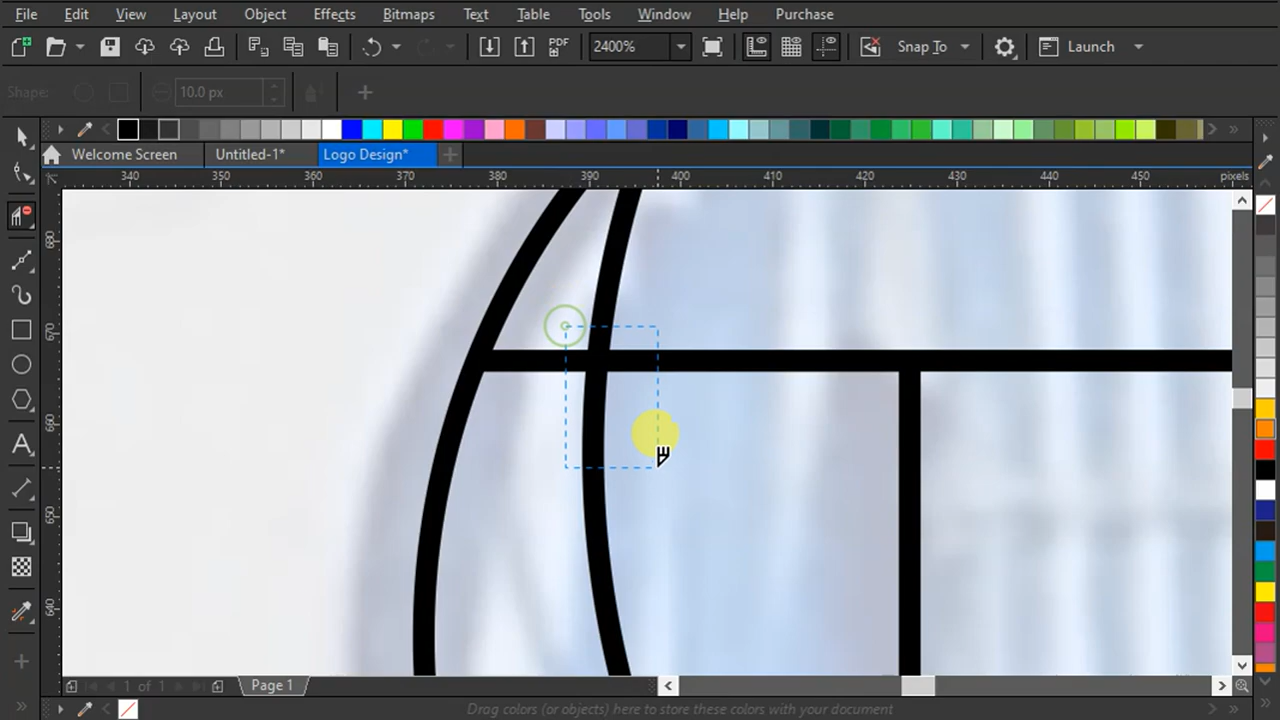 File Edit View Layout Object Effects Bitmaps Text Table Tools Window Help Purchase
PDF 2400% Snap To Launch
Shape: 10.0 px
Welcome Screen Untitled-1* Logo Design*
340 350 360 370 380 390 400 410 420 430 440 450 pixels
680
670
660
650
640
1 of 1 Page 1
Drag colors (or objects) here to store these colors with your document